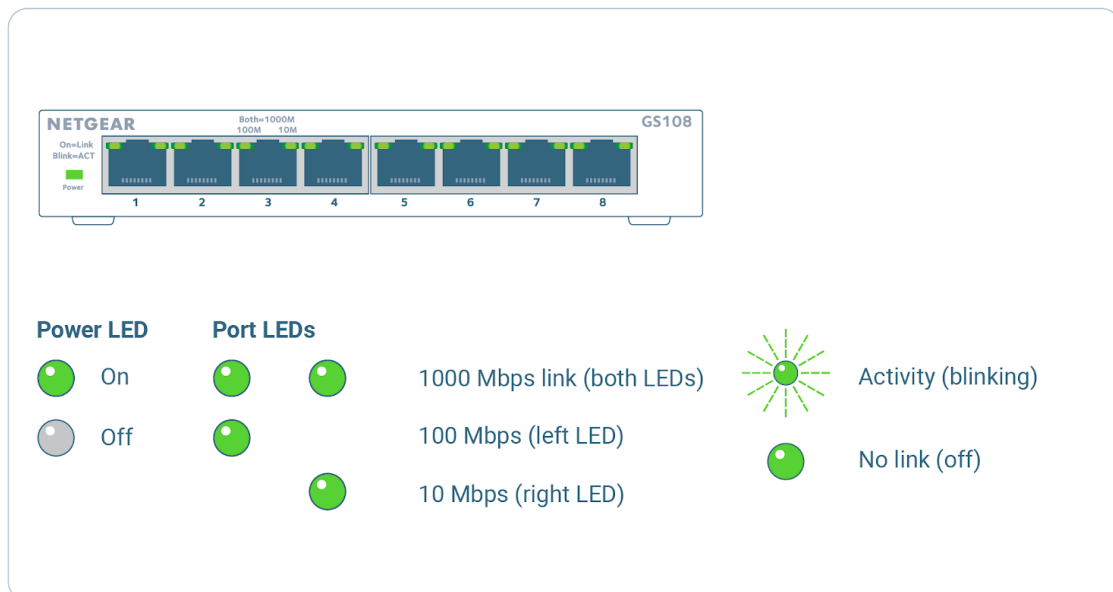 NETGEAR
Both=1000M
100M 10M
GS108
On=Link
Blink=ACT
Power
1 2 3 4 5 6 7 8
Power LED
Port LEDs
On
1000 Mbps link (both LEDs)
Activity (blinking)
Off
100 Mbps (left LED)
No link (off)
10 Mbps (right LED)